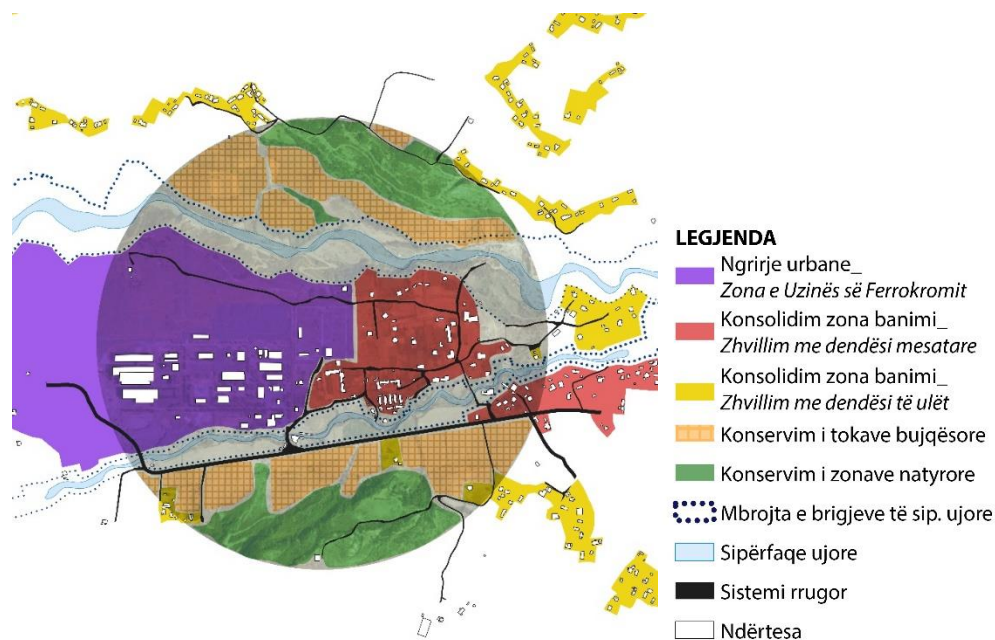 LEGJENDA
Ngrirje urbane_
Zona e Uzinës së Ferrokromit
Konsolidim zona banimi_
Zhvillim me dendësi mesatare
Konsolidim zona banimi_
Zhvillim me dendësi të ulët
Konservim i tokave bujqësore
Konservim i zonave natyrore
Mbrojta e brigjeve të sip. ujore
Sipërfaqe ujore
Sistemi rrugor
Ndërtesa